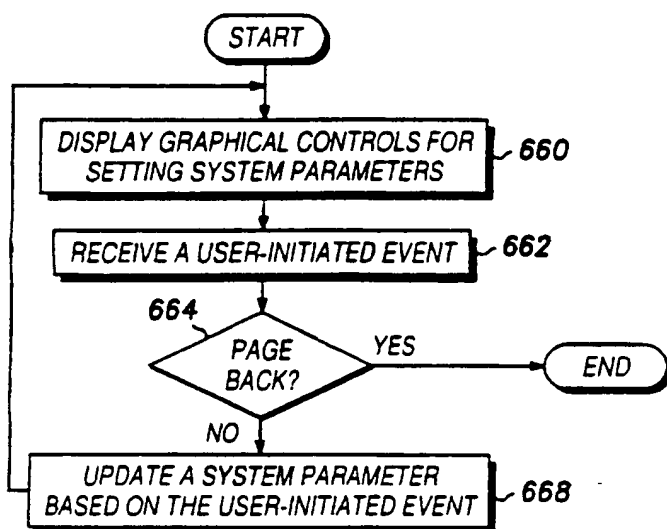 START
DISPLAY GRAPHICAL CONTROLS FOR
SETTING SYSTEM PARAMETERS
660
RECEIVE A USER-INITIATED EVENT
662
664
PAGE
BACK?
YES
END
NO
UPDATE A SYSTEM PARAMETER
BASED ON THE USER-INITIATED EVENT
668